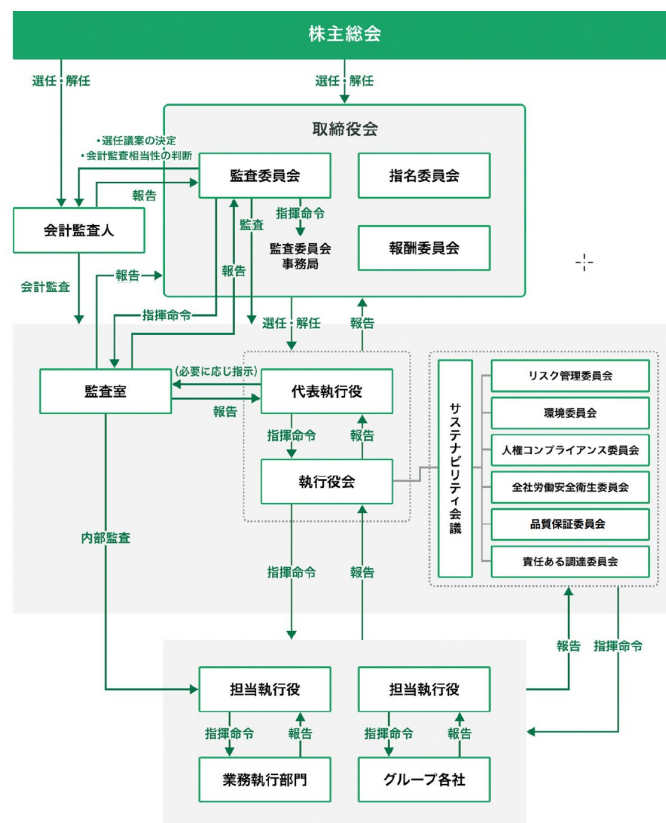 株主総会
選任・解任
選任・解任
取締役会
・選任議案の決定
・会計監査相当性の判断
監査委員会
指名委員会
報告
指揮命令
会計監査人
監査
監査委員会
事務局
報酬委員会
会計監査
報告
報告
指揮命令
選任・解任
報告
(必要に応じ指示)
監査室
代表執行役
報告
指揮命令
報告
執行役会
サステナビリティ会議
リスク管理委員会
環境委員会
人権コンプライアンス委員会
全社労働安全衛生委員会
品質保証委員会
責任ある調達委員会
内部監査
指揮命令
報告
報告
指揮命令
担当執行役
担当執行役
指揮命令
報告
指揮命令
報告
業務執行部門
グループ各社